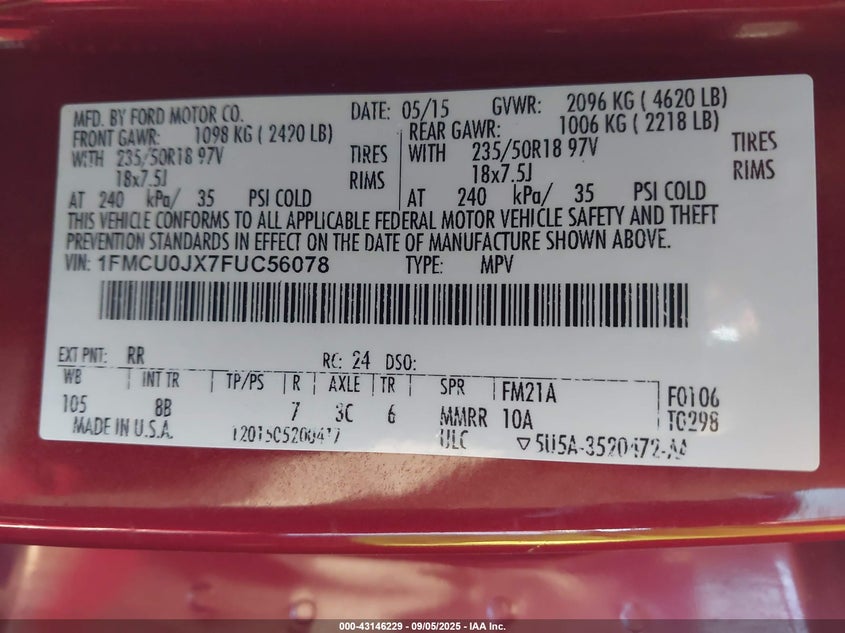 MFD. BY FORD MOTOR CO. DATE: 05/15 GVWR: 2096 KG ( 4620 LB)
FRONT GAWR: 1098 KG ( 2420 LB) REAR GAWR: 1006 KG ( 2218 LB)
WITH 235/50R18 97V TIRES WITH 235/50R18 97V TIRES
18x7.5J RIMS 18x7.5J RIMS
AT 240 kPa/ 35 PSI COLD AT 240 kPa/ 35 PSI COLD
THIS VEHICLE CONFORMS TO ALL APPLICABLE FEDERAL MOTOR VEHICLE SAFETY AND THEFT
PREVENTION STANDARDS IN EFFECT ON THE DATE OF MANUFACTURE SHOWN ABOVE.
VIN: 1FMCU0JX7FUC56078 TYPE: MPV
EXT PNT: RR RC: 24 DSO:
WB INT TR TP/PS R AXLE TR SPR FM21A F0106
105 8B 7 3C 6 MMRR 10A T0298
MADE IN U.S.A. ULC
000-43146229 - 09/05/2025 - IAA Inc.